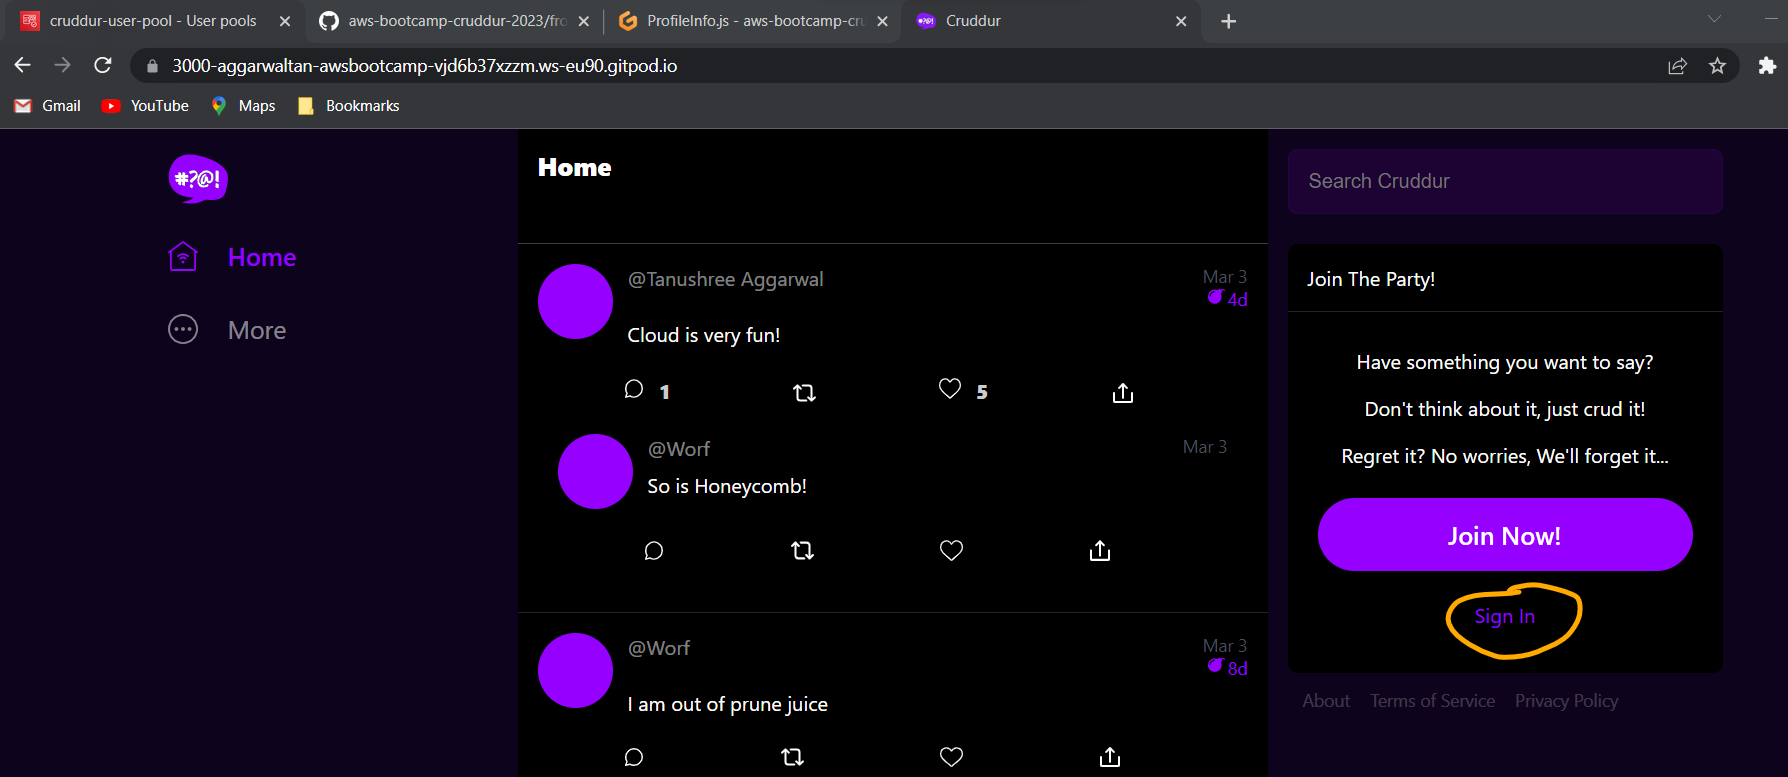 cruddur-user-pool - User pools
aws-bootcamp-cruddur-2023/fro
ProfileInfo.js - aws-bootcamp-cru
Cruddur
3000-aggarwaltan-awsbootcamp-vjd6b37xzzm.ws-eu90.gitpod.io
Gmail YouTube Maps Bookmarks
#?@!
Home
More
Home
@Tanushree Aggarwal
Mar 3
4d
Cloud is very fun!
1 5
@Worf
Mar 3
So is Honeycomb!
@Worf
Mar 3
8d
I am out of prune juice
Search Cruddur
Join The Party!
Have something you want to say?
Don't think about it, just crud it!
Regret it? No worries, We'll forget it...
Join Now!
Sign In
About Terms of Service Privacy Policy